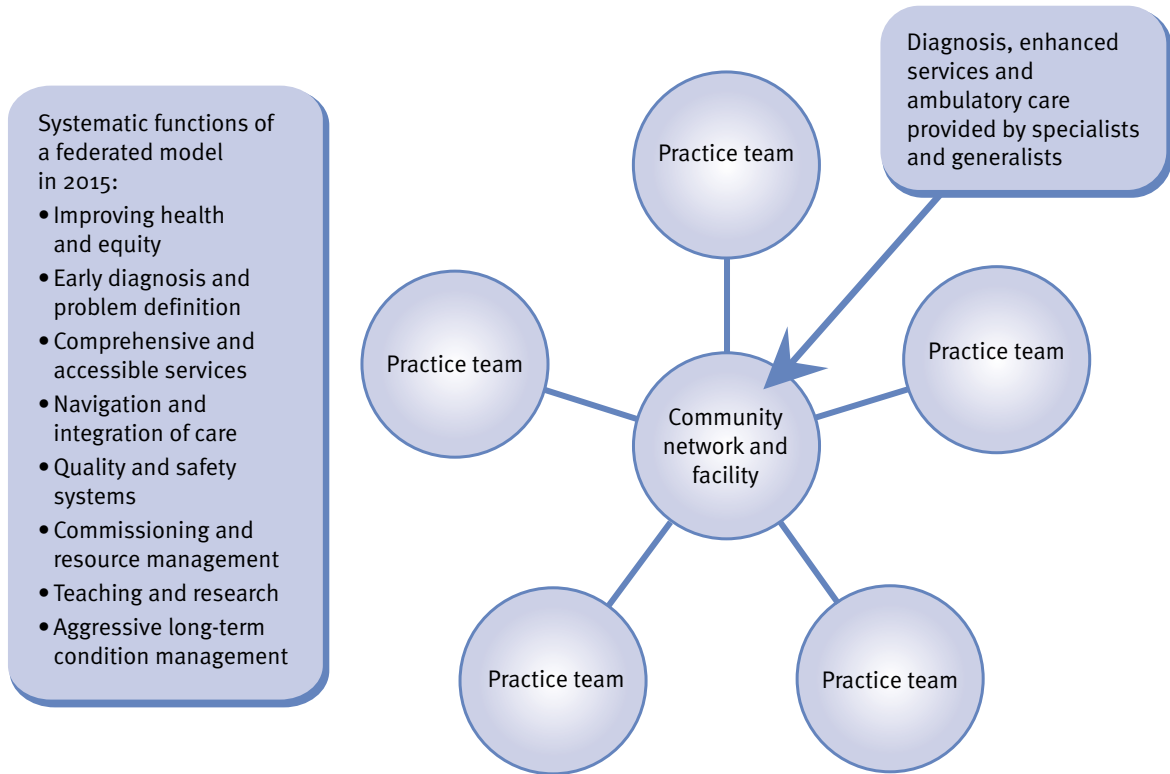 Systematic functions of
a federated model
in 2015:
• Improving health
and equity
• Early diagnosis and
problem definition
• Comprehensive and
accessible services
• Navigation and
integration of care
• Quality and safety
systems
• Commissioning and
resource management
• Teaching and research
• Aggressive long-term
condition management
Diagnosis, enhanced
services and
ambulatory care
provided by specialists
and generalists
Practice team
Practice team
Practice team
Community
network and
facility
Practice team
Practice team